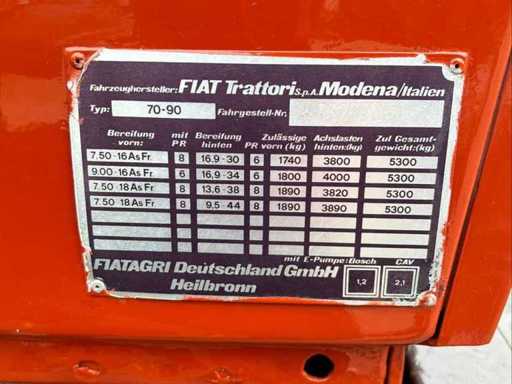 Fahrzeughersteller: FIAT Trattori S.p.A. Modena/Italien
Typ: 70-90 Fahrgestell-Nr.
Bereifung vorn: mit PR Bereifung hinten PR Zulässige vorn:(kg) Achslasten hinten:(kg) Zul Gesamt-gewicht:(kg)
7.50-16 As Fr. 8 16.9-30 6 1740 3800 5300
9.00-16 As Fr. 6 16.9-34 6 1800 4000 5300
7.50-18 As Fr. 8 13.6-38 8 1890 3820 5300
7.50-18 As Fr. 8 9.5-44 8 1890 3890 5300
mit E-Pumpe: Bosch CAV
FIATAGRI Deutschland GmbH
Heilbronn
1,2 2,1